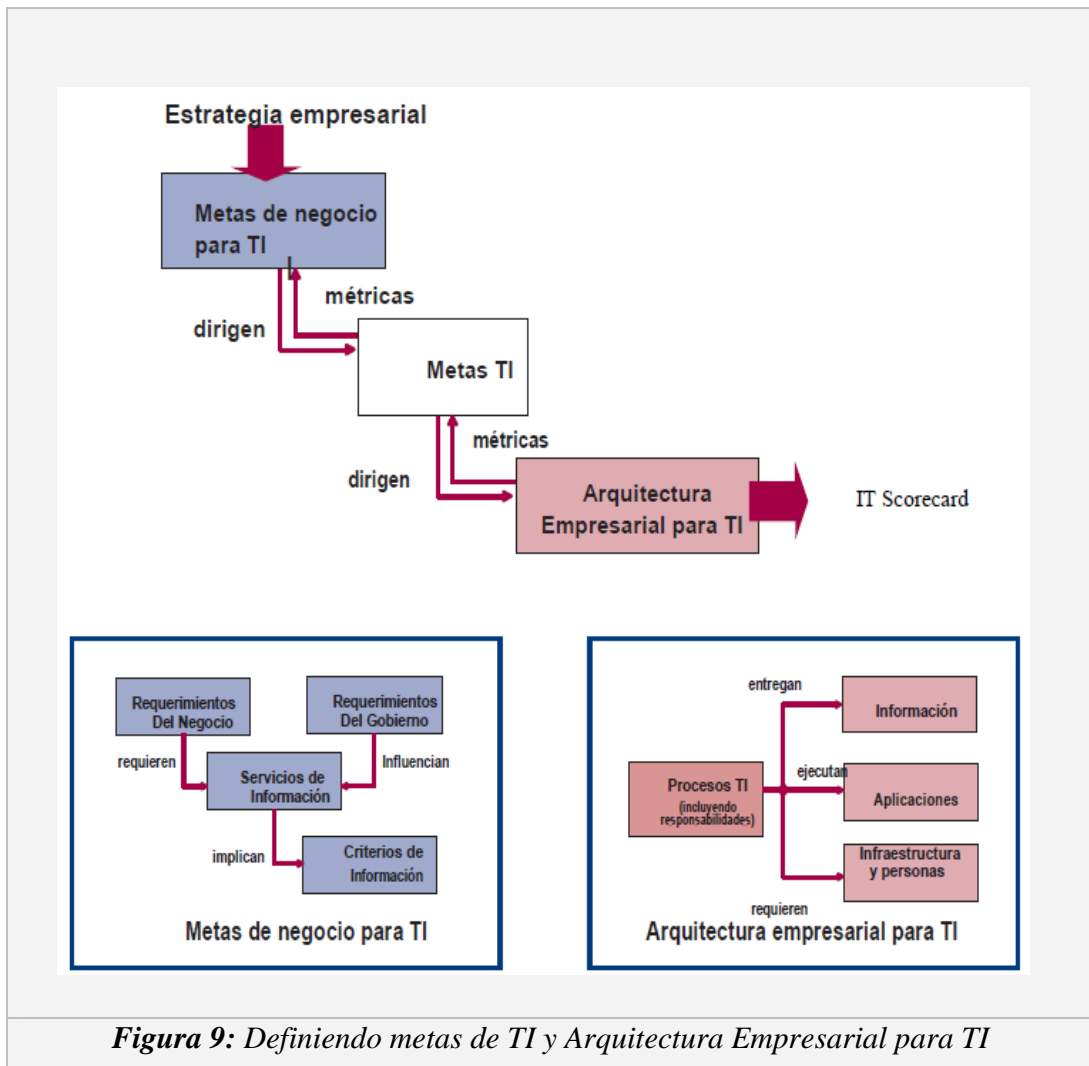 Estrategia empresarial
Metas de negocio
para TI
métricas
dirigen
Metas TI
métricas
dirigen
Arquitectura
Empresarial para TI
IT Scorecard
Requerimientos
Del Negocio
Requerimientos
Del Gobierno
requieren
Influencian
Servicios de
Información
implican
Criterios de
Información
Metas de negocio para TI
entregan
Información
Procesos TI
(incluyendo
responsabilidades)
ejecutan
Aplicaciones
Infraestructura
y personas
requieren
Arquitectura empresarial para TI
Figura 9: Definiendo metas de TI y Arquitectura Empresarial para TI